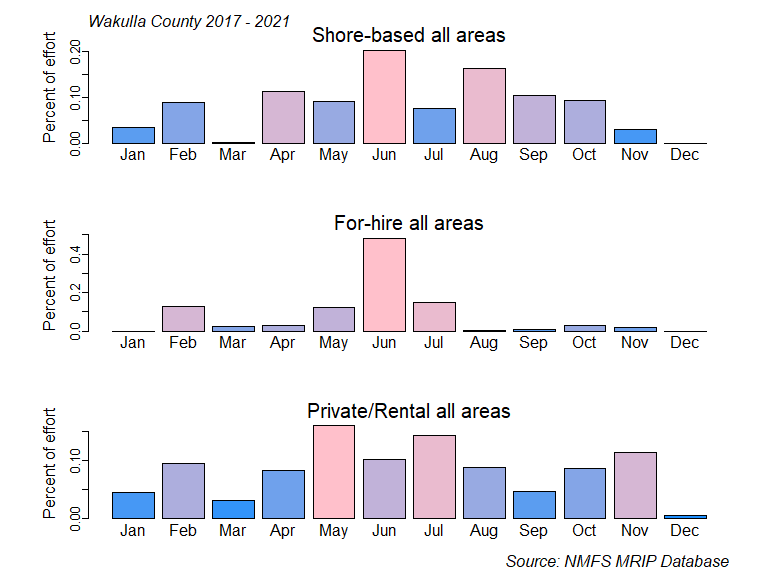 Wakulla County 2017 - 2021
Shore-based all areas
Percent of effort
0.00 0.10 0.20
Jan Feb Mar Apr May Jun Jul Aug Sep Oct Nov Dec
For-hire all areas
Percent of effort
0.0 0.2 0.4
Jan Feb Mar Apr May Jun Jul Aug Sep Oct Nov Dec
Private/Rental all areas
Percent of effort
0.00 0.10
Jan Feb Mar Apr May Jun Jul Aug Sep Oct Nov Dec
Source: NMFS MRIP Database